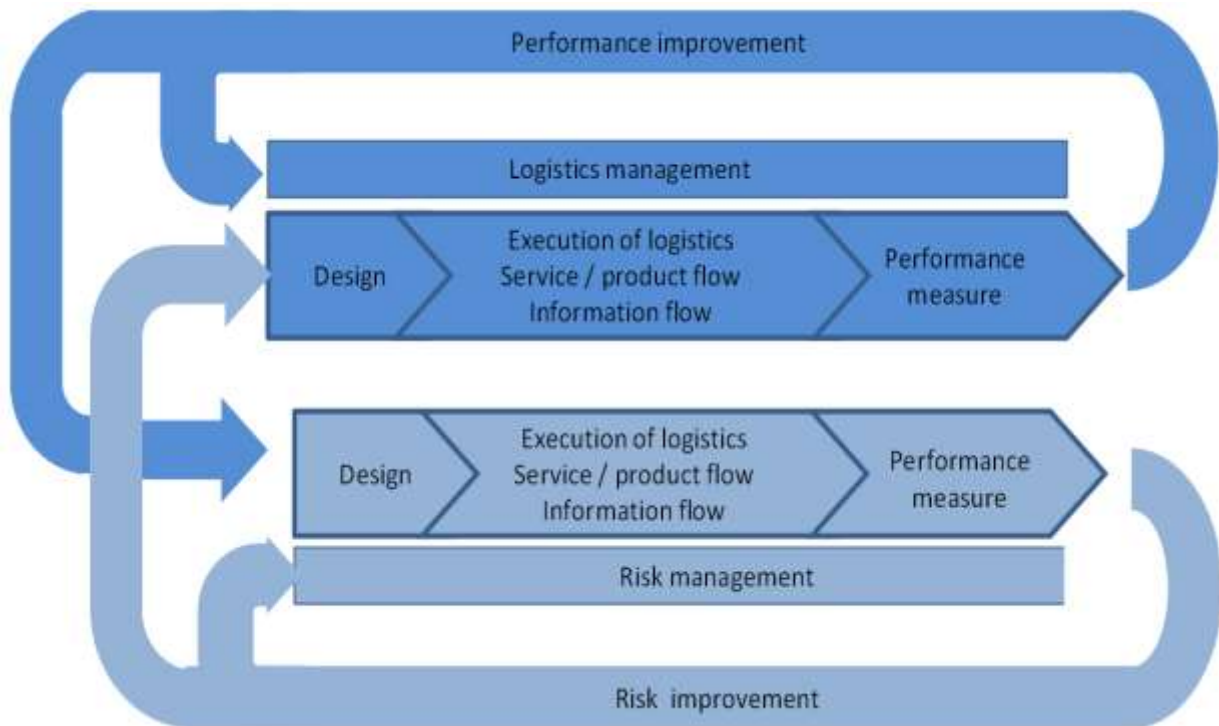 Performance improvement
Logistics management
Design
Execution of logistics
Service / product flow
Information flow
Performance
measure
Design
Execution of logistics
Service / product flow
Information flow
Performance
measure
Risk management
Risk improvement